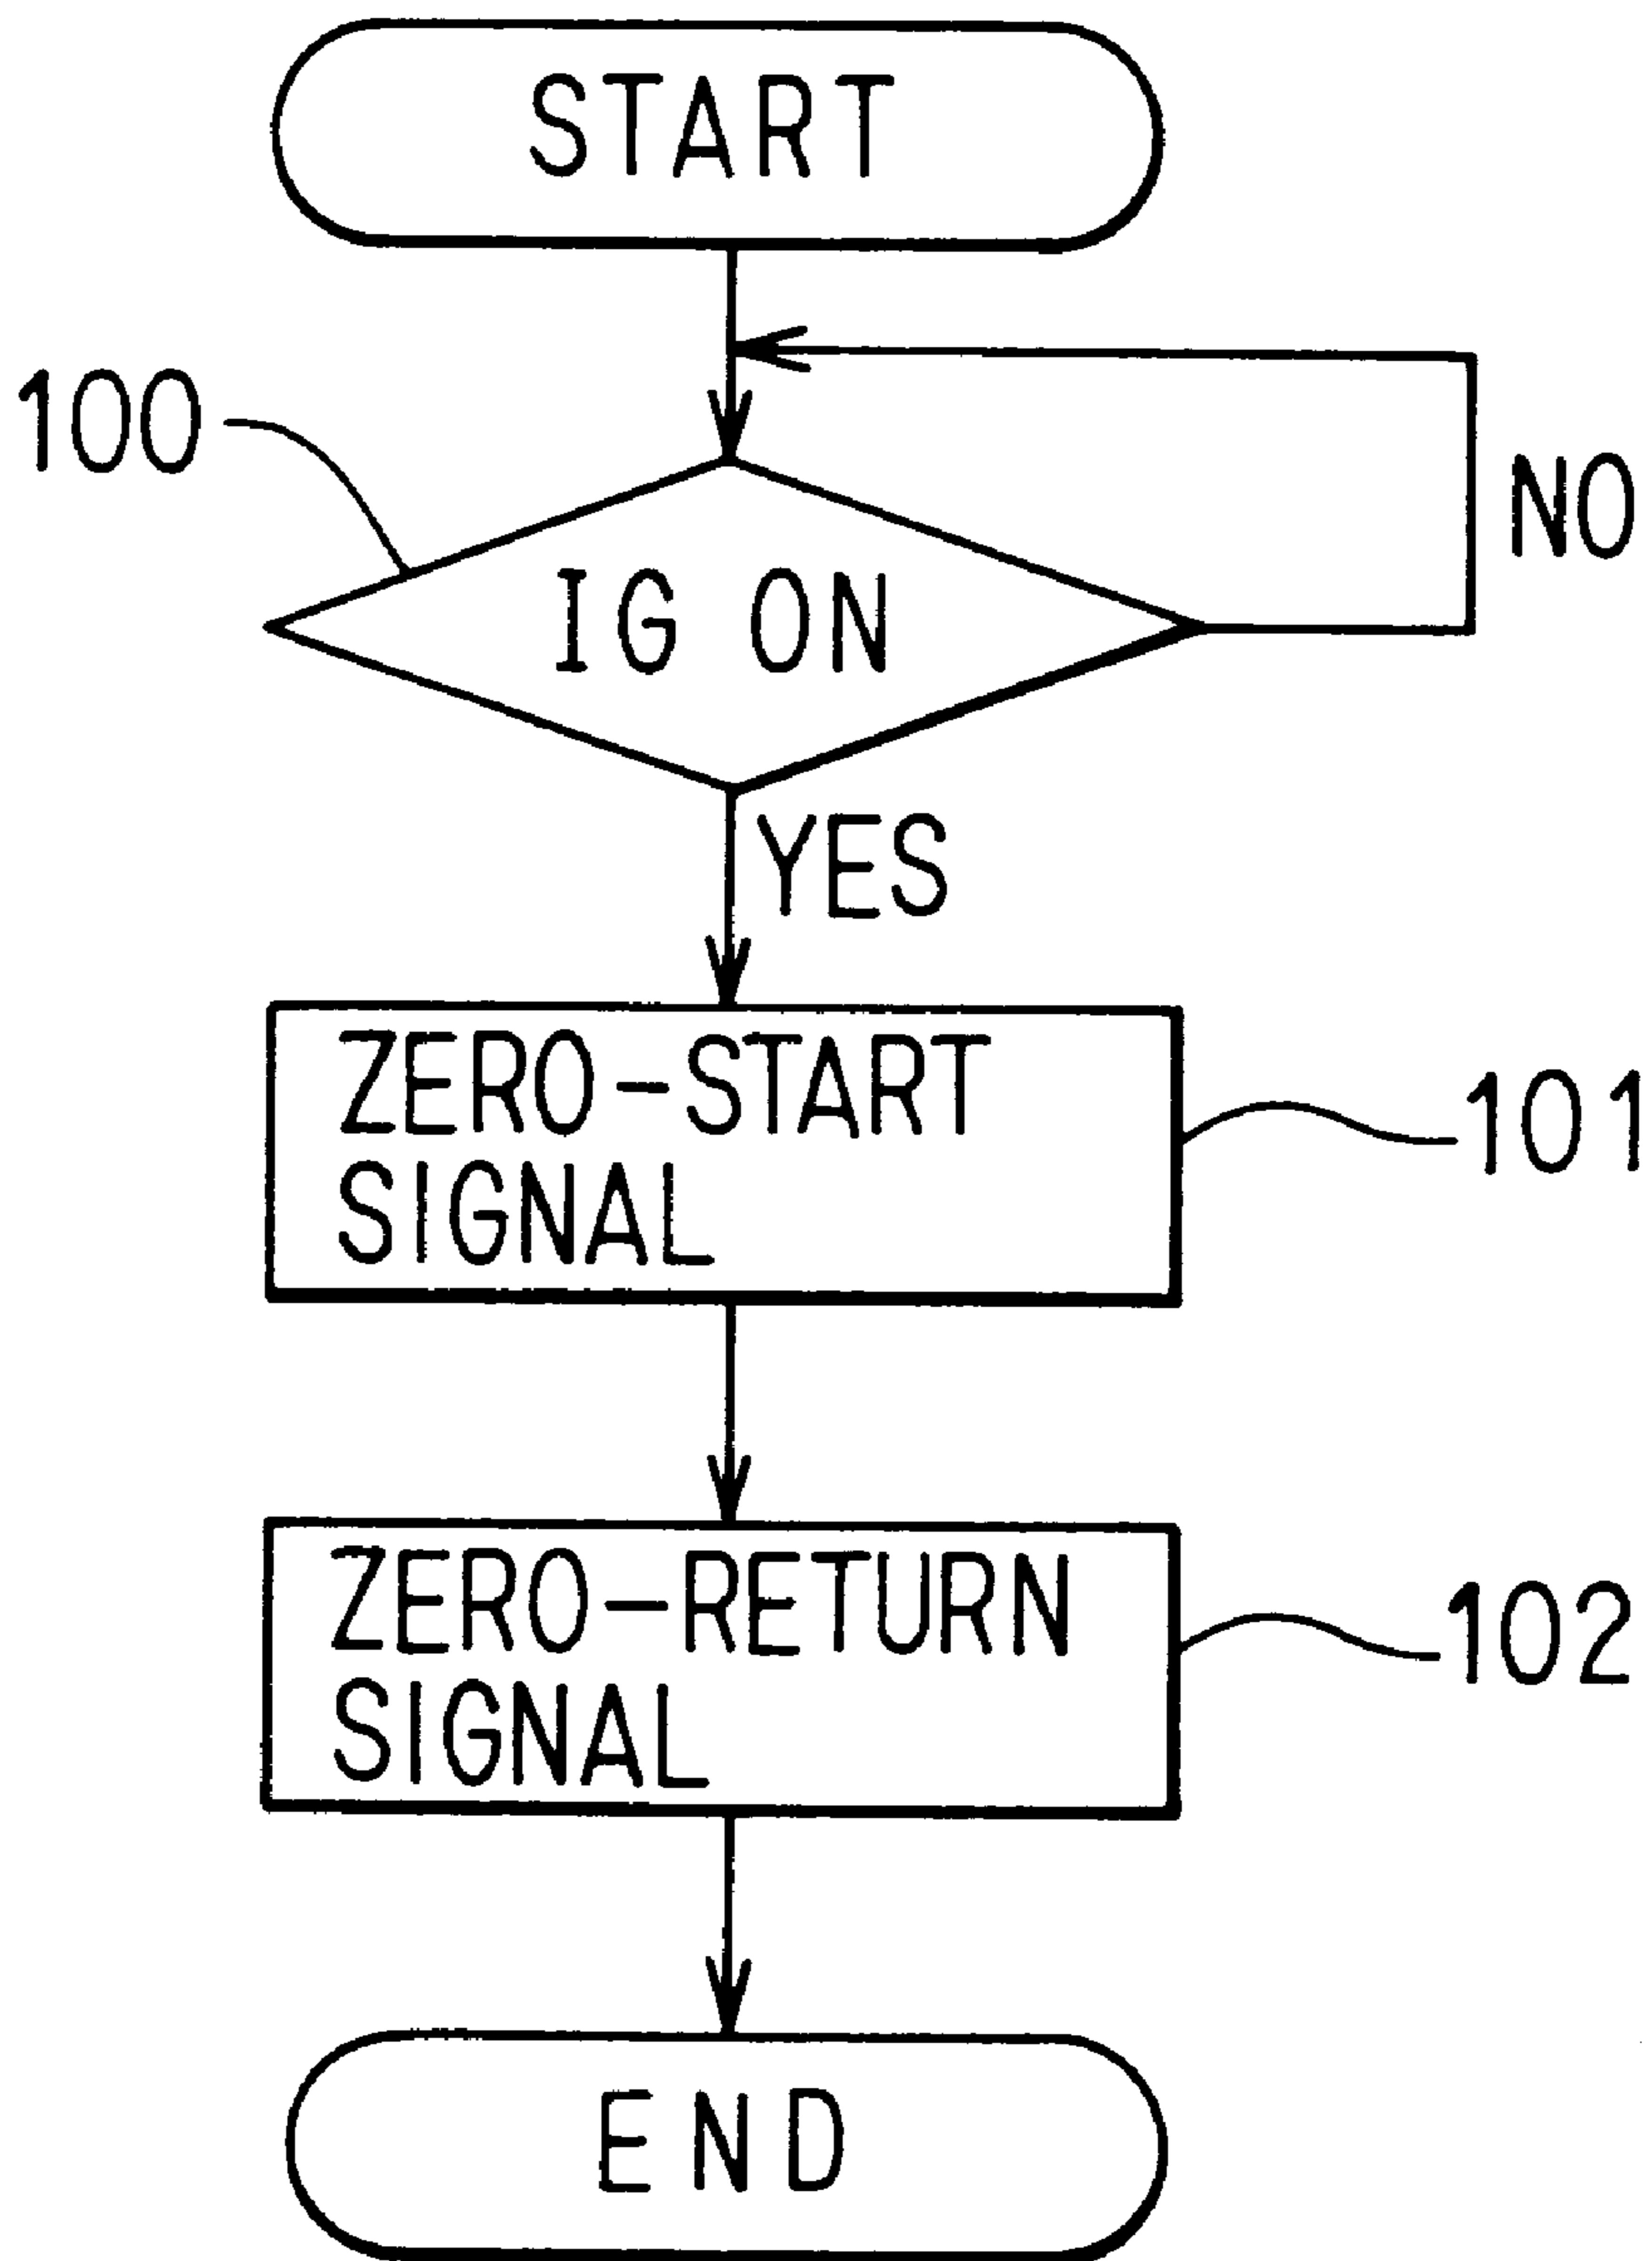 START
100
NO
IG ON
YES
ZERO-START
SIGNAL
101
ZERO-RETURN
SIGNAL
102
END